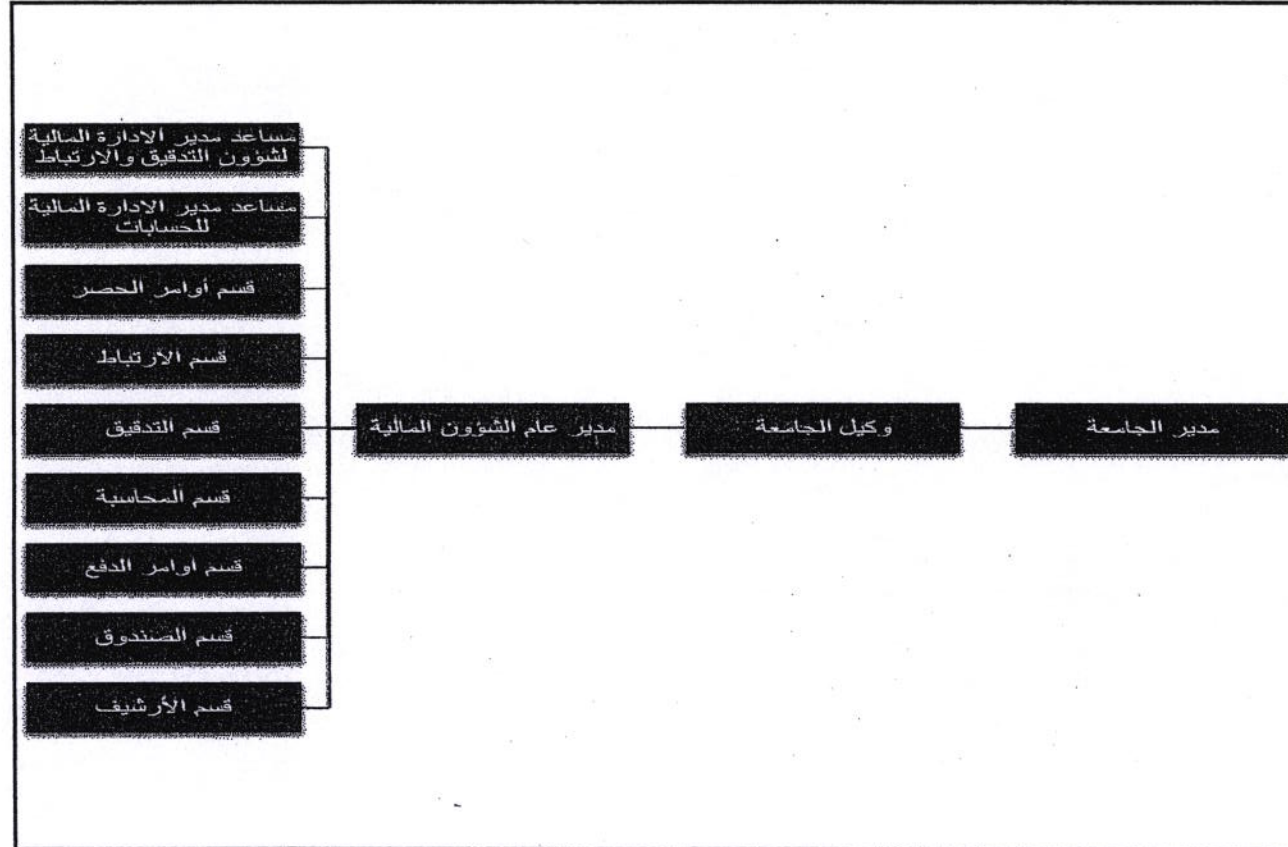 مدير الجامعة
وكيل الجامعة
مدير عام الشؤون المالية
مساعد مدير الادارة المالية
لشؤون التدقيق والارتباط
مساعد مدير الادارة المالية
للحسابات
قسم أوامر الحصر
قسم الارتباط
قسم التدقيق
قسم المحاسبة
قسم اوامر الدفع
قسم الصندوق
قسم الأرشيف